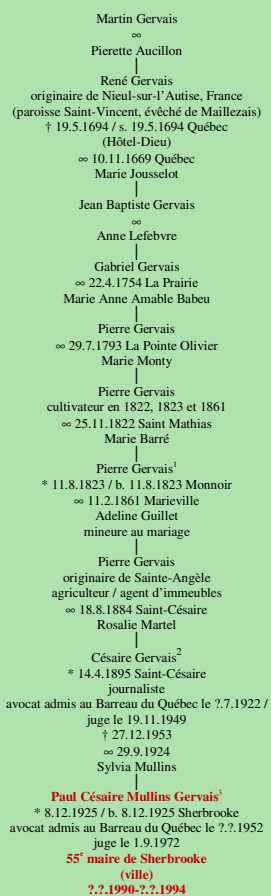 Martin Gervais
∞
Pierette Aucillon
René Gervais
originaire de Nieul-sur-l'Autise, France
(paroisse Saint-Vincent, évêché de Maillezais)
† 19.5.1694 / s. 19.5.1694 Québec
(Hôtel-Dieu)
∞ 10.11.1669 Québec
Marie Jousselot
Jean Baptiste Gervais
∞
Anne Lefebvre
Gabriel Gervais
∞ 22.4.1754 La Prairie
Marie Anne Amable Babeu
Pierre Gervais
∞ 29.7.1793 La Pointe Olivier
Marie Monty
Pierre Gervais
cultivateur en 1822, 1823 et 1861
∞ 25.11.1822 Saint Mathias
Marie Barré
Pierre Gervais¹
* 11.8.1823 / b. 11.8.1823 Monnoir
∞ 11.2.1861 Marieville
Adeline Guillet
mineure au mariage
Pierre Gervais
originaire de Sainte-Angèle
agriculteur / agent d'immeubles
∞ 18.8.1884 Saint-Césaire
Rosalie Martel
Césaire Gervais²
* 14.4.1895 Saint-Césaire
journaliste
avocat admis au Barreau du Québec le ?.7.1922 /
juge le 19.11.1949
† 27.12.1953
∞ 29.9.1924
Sylvia Mullins
Paul Césaire Mullins Gervais³
* 8.12.1925 / b. 8.12.1925 Sherbrooke
avocat admis au Barreau du Québec le ?.?.1952
juge le 1.9.1972
55e maire de Sherbrooke
(ville)
?.?.1990-?.?.1994